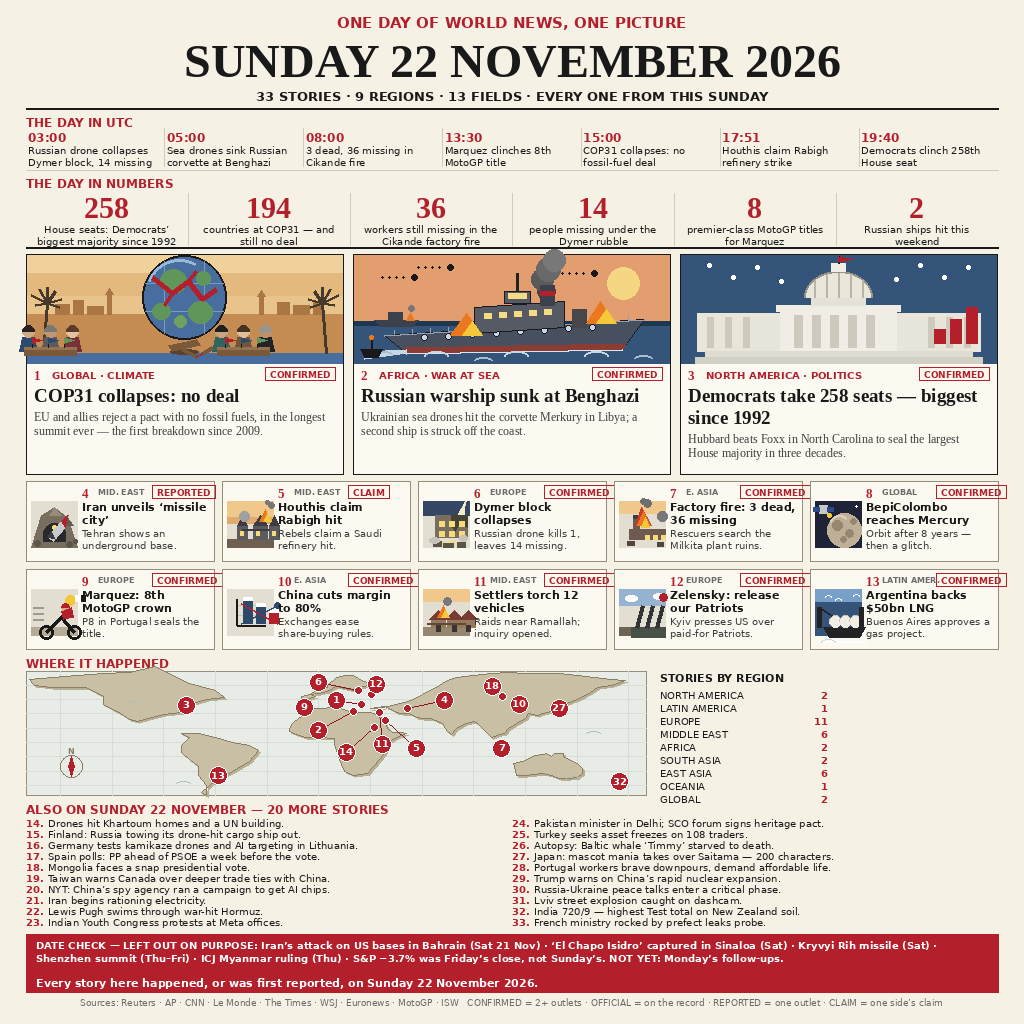 ONE DAY OF WORLD NEWS, ONE PICTURE
SUNDAY 22 NOVEMBER 2026
33 STORIES · 9 REGIONS · 13 FIELDS · EVERY ONE FROM THIS SUNDAY
THE DAY IN UTC
03:00
Russian drone collapses
Dymer block, 14 missing
05:00
Sea drones sink Russian
corvette at Benghazi
08:00
3 dead, 36 missing in
Cikande fire
13:30
Marquez clinches 8th
MotoGP title
15:00
COP31 collapses: no
fossil-fuel deal
17:51
Houthis claim Rabigh
refinery strike
19:40
Democrats clinch 258th
House seat
THE DAY IN NUMBERS
258
House seats: Democrats’
biggest majority since 1992
194
countries at COP31 — and
still no deal
36
workers still missing in the
Cikande factory fire
14
people missing under the
Dymer rubble
8
premier-class MotoGP titles
for Marquez
2
Russian ships hit this
weekend
1 GLOBAL · CLIMATE CONFIRMED
COP31 collapses: no deal
EU and allies reject a pact with no fossil fuels, in the longest
summit ever — the first breakdown since 2009.
2 AFRICA · WAR AT SEA CONFIRMED
Russian warship sunk at Benghazi
Ukrainian sea drones hit the corvette Merkury in Libya; a
second ship is struck off the coast.
3 NORTH AMERICA · POLITICS CONFIRMED
Democrats take 258 seats — biggest
since 1992
Hubbard beats Foxx in North Carolina to seal the largest
House majority in three decades.
4 MID. EAST REPORTED
Iran unveils ‘missile
city’
Tehran shows an
underground base.
5 MID. EAST CLAIM
Houthis claim
Rabigh hit
Rebels claim a Saudi
refinery hit.
6 EUROPE CONFIRMED
Dymer block
collapses
Russian drone kills 1,
leaves 14 missing.
7 E. ASIA CONFIRMED
Factory fire: 3 dead,
36 missing
Rescuers search the
Milkita plant ruins.
8 GLOBAL CONFIRMED
BepiColombo
reaches Mercury
Orbit after 8 years —
then a glitch.
9 EUROPE CONFIRMED
Marquez: 8th
MotoGP crown
P8 in Portugal seals the
title.
10 E. ASIA CONFIRMED
China cuts margin
to 80%
Exchanges ease
share-buying rules.
11 MID. EAST CONFIRMED
Settlers torch 12
vehicles
Raids near Ramallah;
inquiry opened.
12 EUROPE CONFIRMED
Zelensky: release
our Patriots
Kyiv presses US over
paid-for Patriots.
13 LATIN AMER. CONFIRMED
Argentina backs
$50bn LNG
Buenos Aires approves a
gas project.
WHERE IT HAPPENED
6
12
18
3
9
1
4
10
27
2
14
11
5
7
N
13
32
STORIES BY REGION
NORTH AMERICA 2
LATIN AMERICA 1
EUROPE 11
MIDDLE EAST 6
AFRICA 2
SOUTH ASIA 2
EAST ASIA 6
OCEANIA 1
GLOBAL 2
ALSO ON SUNDAY 22 NOVEMBER — 20 MORE STORIES
14. Drones hit Khartoum homes and a UN building.
15. Finland: Russia towing its drone-hit cargo ship out.
16. Germany tests kamikaze drones and AI targeting in Lithuania.
17. Spain polls: PP ahead of PSOE a week before the vote.
18. Mongolia faces a snap presidential vote.
19. Taiwan warns Canada over deeper trade ties with China.
20. NYT: China’s spy agency ran a campaign to get AI chips.
21. Iran begins rationing electricity.
22. Lewis Pugh swims through war-hit Hormuz.
23. Indian Youth Congress protests at Meta offices.
24. Pakistan minister in Delhi; SCO forum signs heritage pact.
25. Turkey seeks asset freezes on 108 traders.
26. Autopsy: Baltic whale ‘Timmy’ starved to death.
27. Japan: mascot mania takes over Saitama — 200 characters.
28. Portugal workers brave downpours, demand affordable life.
29. Trump warns on China’s rapid nuclear expansion.
30. Russia-Ukraine peace talks enter a critical phase.
31. Lviv street explosion caught on dashcam.
32. India 720/9 — highest Test total on New Zealand soil.
33. French ministry rocked by prefect leaks probe.
DATE CHECK — LEFT OUT ON PURPOSE: Iran’s attack on US bases in Bahrain (Sat 21 Nov) · ‘El Chapo Isidro’ captured in Sinaloa (Sat) · Kryvyi Rih missile (Sat) ·
Shenzhen summit (Thu–Fri) · ICJ Myanmar ruling (Thu) · S&P −3.7% was Friday’s close, not Sunday’s. NOT YET: Monday’s follow-ups.
Every story here happened, or was first reported, on Sunday 22 November 2026.
Sources: Reuters · AP · CNN · Le Monde · The Times · WSJ · Euronews · MotoGP · ISW CONFIRMED = 2+ outlets · OFFICIAL = on the record · REPORTED = one outlet · CLAIM = one side’s claim